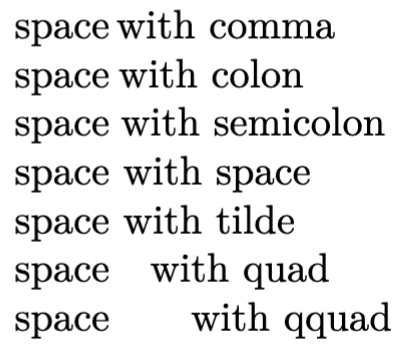 space with comma
space with colon
space with semicolon
space with space
space with tilde
space with quad
space with qquad